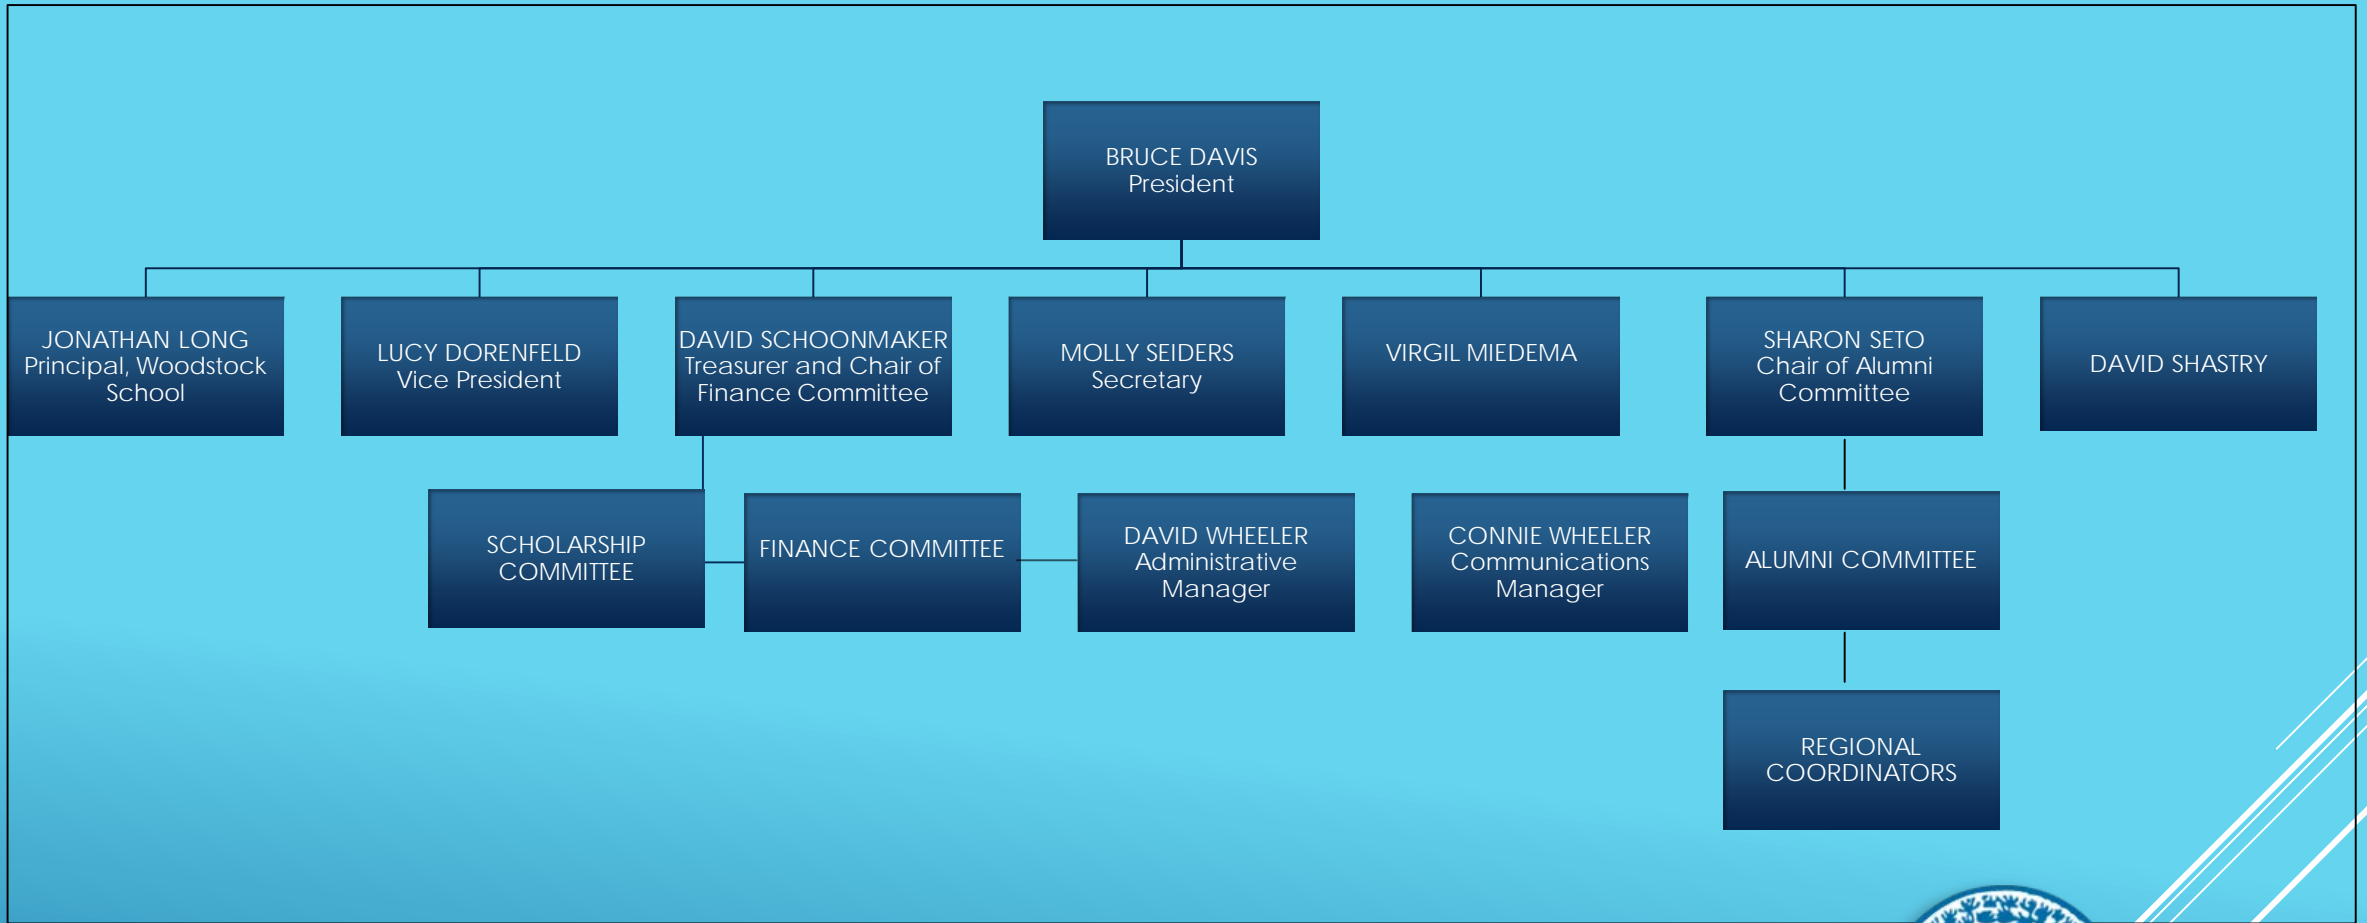 BRUCE DAVIS
President
JONATHAN LONG
Principal, Woodstock
School
LUCY DORENFELD
Vice President
DAVID SCHOONMAKER
Treasurer and Chair of
Finance Committee
MOLLY SEIDERS
Secretary
VIRGIL MIEDEMA
SHARON SETO
Chair of Alumni
Committee
DAVID SHASTRY
SCHOLARSHIP
COMMITTEE
FINANCE COMMITTEE
DAVID WHEELER
Administrative
Manager
CONNIE WHEELER
Communications
Manager
ALUMNI COMMITTEE
REGIONAL
COORDINATORS